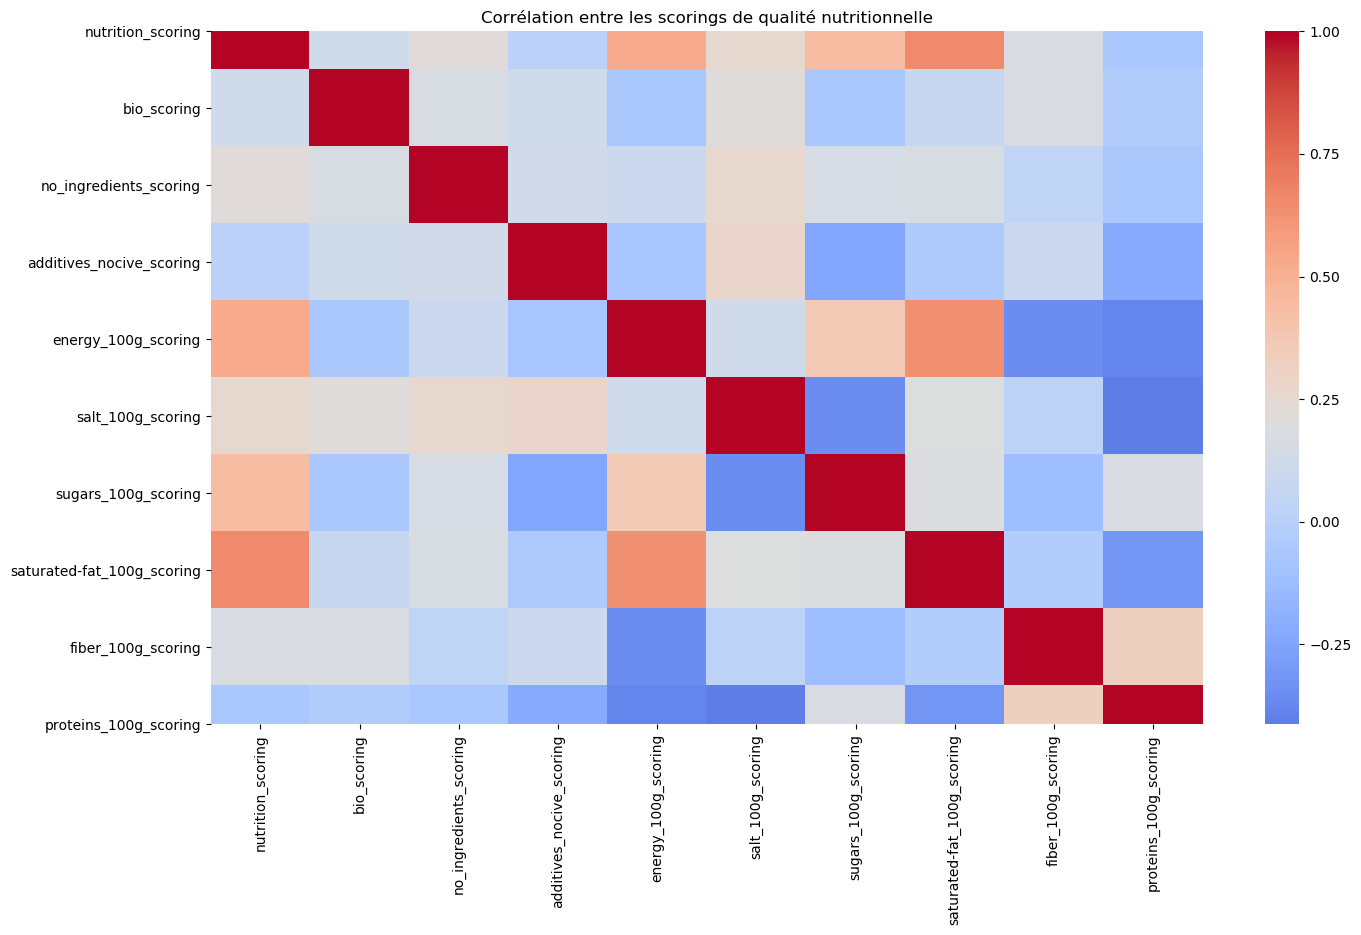 Corrélation entre les scorings de qualité nutritionnelle
nutrition_scoring
bio_scoring
no_ingredients_scoring
additives_nocive_scoring
energy_100g_scoring
salt_100g_scoring
sugars_100g_scoring
saturated-fat_100g_scoring
fiber_100g_scoring
proteins_100g_scoring
nutrition_scoring
bio_scoring
no_ingredients_scoring
additives_nocive_scoring
energy_100g_scoring
salt_100g_scoring
sugars_100g_scoring
saturated-fat_100g_scoring
fiber_100g_scoring
proteins_100g_scoring
1.00
0.75
0.50
0.25
0.00
−0.25